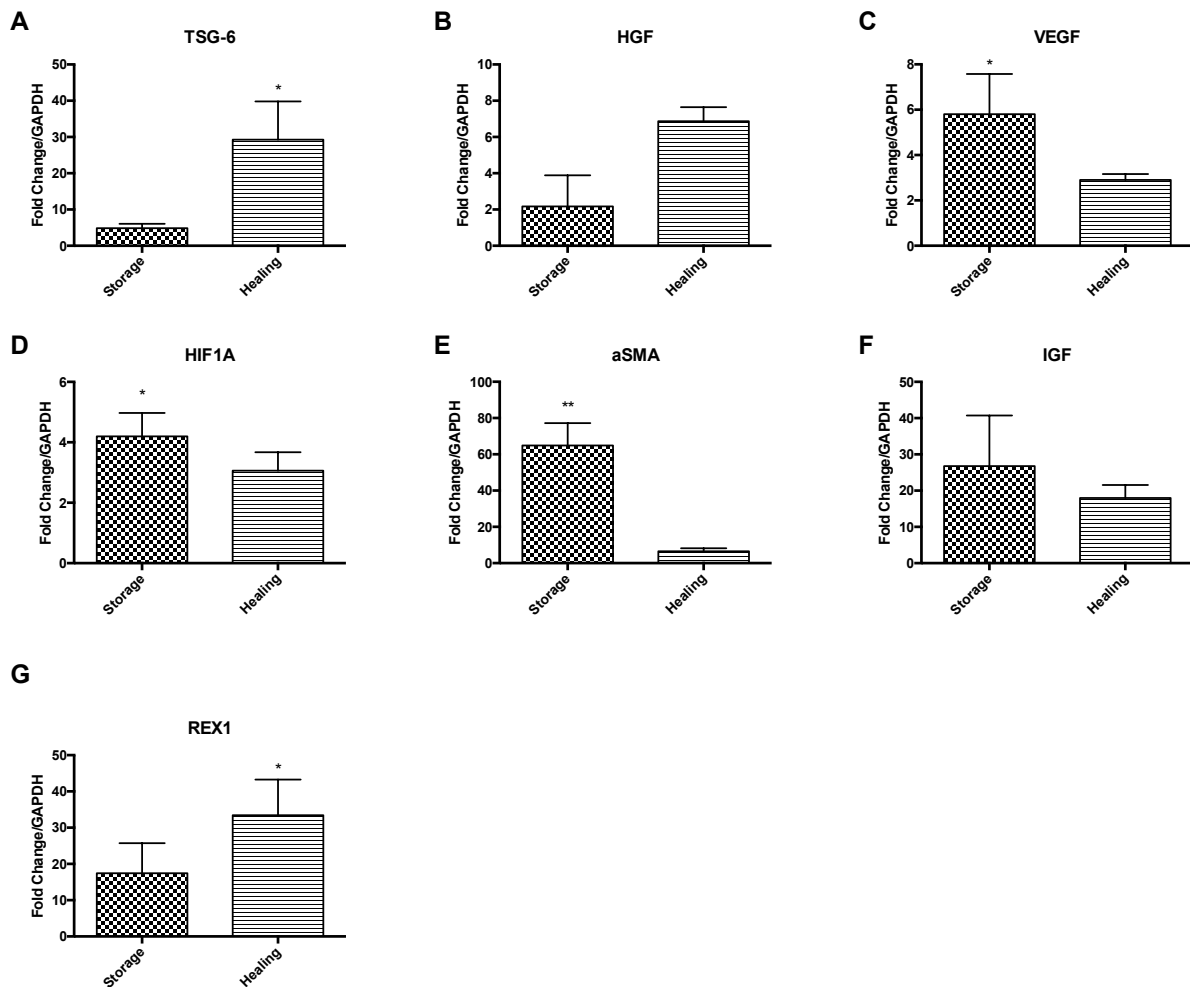 A
TSG-6
Fold Change/GAPDH
50
40
30
20
10
0
*
Storage
Healing
B
HGF
Fold Change/GAPDH
10
8
6
4
2
0
Storage
Healing
C
VEGF
Fold Change/GAPDH
8
6
4
2
0
*
Storage
Healing
D
HIF1A
Fold Change/GAPDH
6
4
2
0
*
Storage
Healing
E
aSMA
Fold Change/GAPDH
100
80
60
40
20
0
**
Storage
Healing
F
IGF
Fold Change/GAPDH
50
40
30
20
10
0
Storage
Healing
G
REX1
Fold Change/GAPDH
50
40
30
20
10
0
*
Storage
Healing